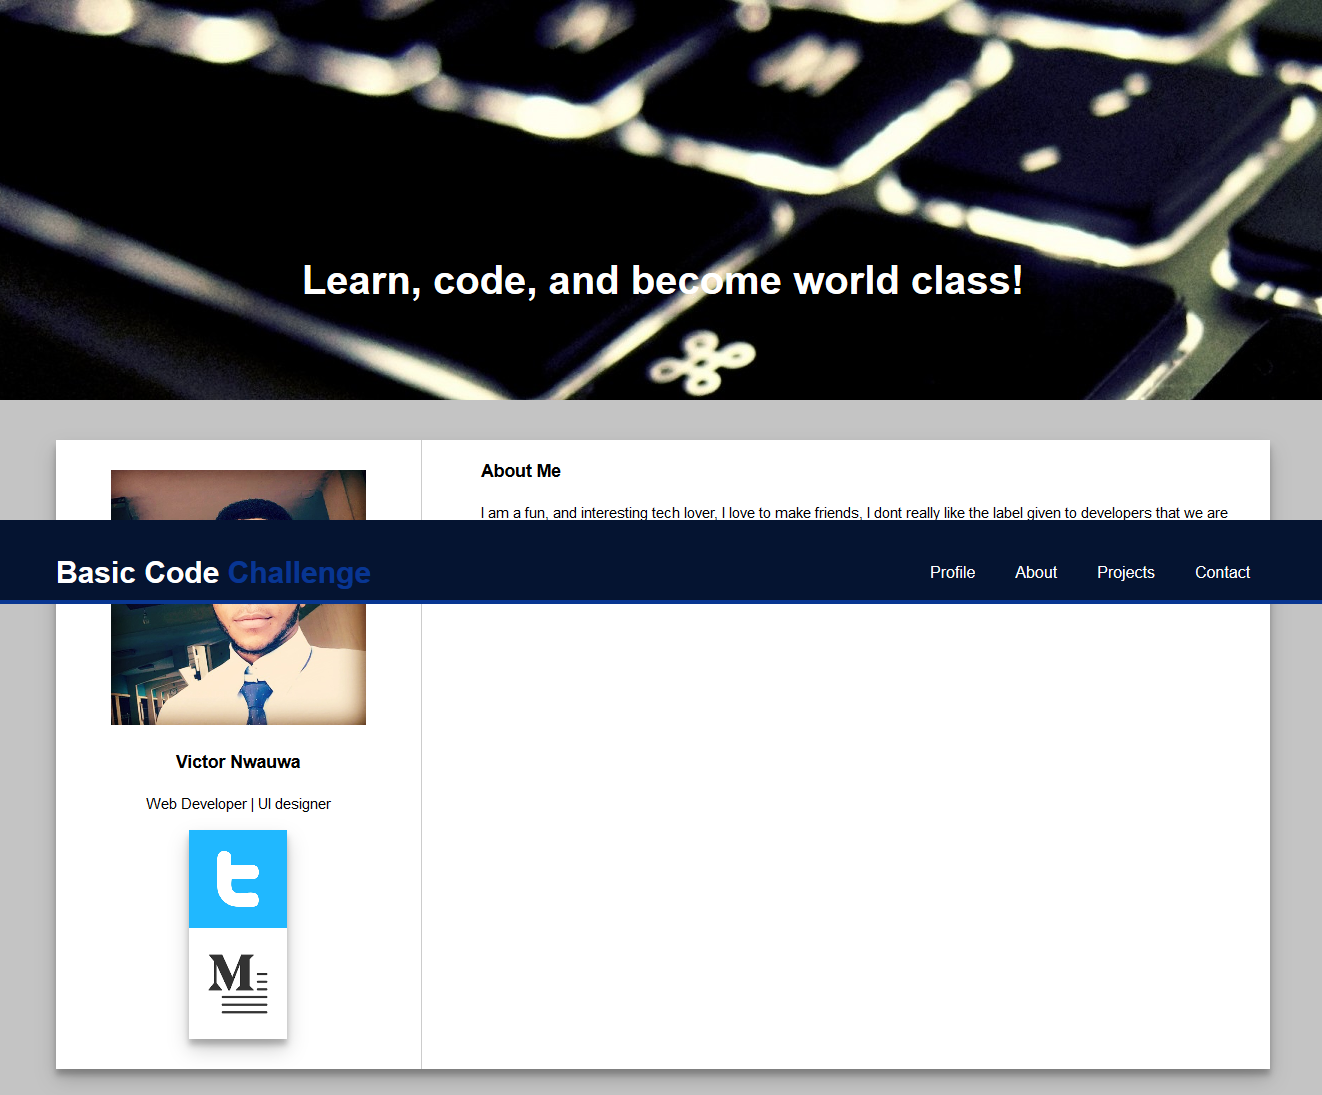 Learn, code, and become world class!
About Me
I am a fun, and interesting tech lover, I love to make friends, I dont really like the label given to developers that we are
Basic Code Challenge
Profile
About
Projects
Contact
Victor Nwauwa
Web Developer | UI designer